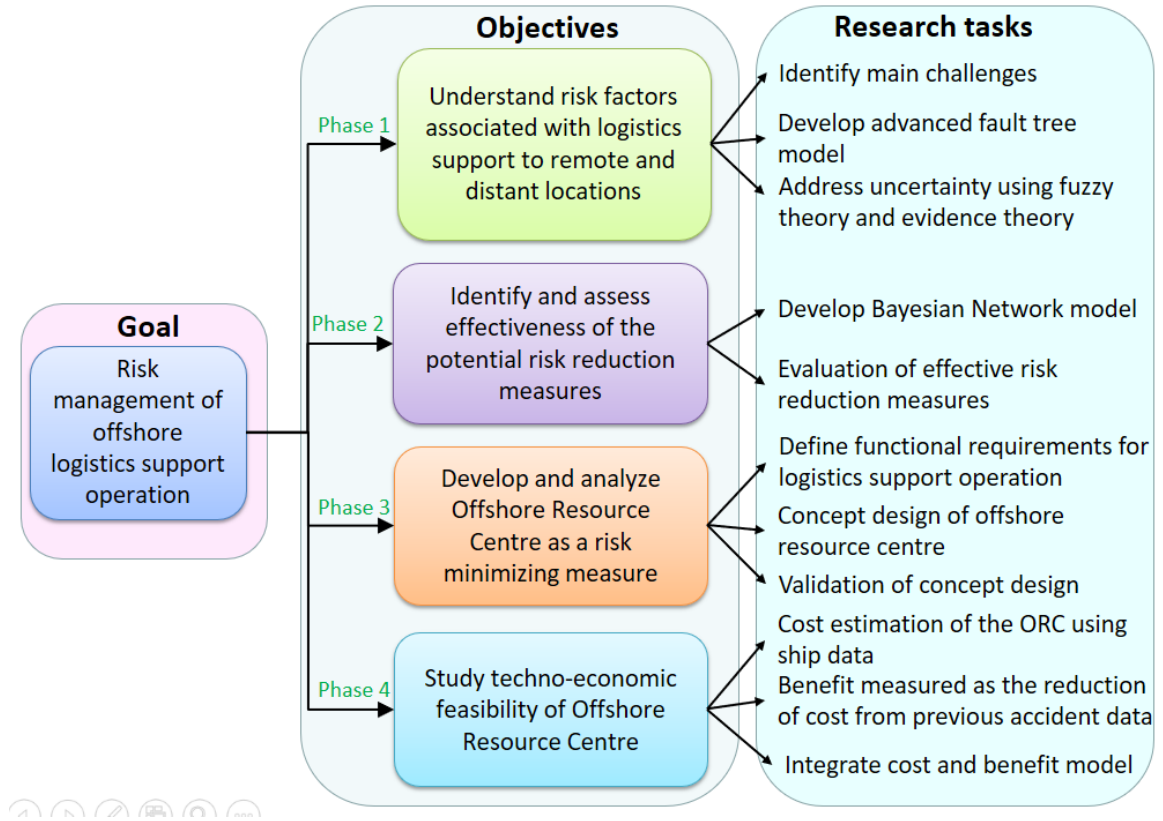 Objectives
Research tasks
Goal
Risk
management of
offshore
logistics support
operation
Phase 1
Understand risk factors
associated with logistics
support to remote and
distant locations
Identify main challenges
Develop advanced fault tree
model
Address uncertainty using fuzzy
theory and evidence theory
Phase 2
Identify and assess
effectiveness of the
potential risk reduction
measures
Develop Bayesian Network model
Evaluation of effective risk
reduction measures
Phase 3
Develop and analyze
Offshore Resource
Centre as a risk
minimizing measure
Define functional requirements for
logistics support operation
Concept design of offshore
resource centre
Validation of concept design
Phase 4
Study techno-economic
feasibility of Offshore
Resource Centre
Cost estimation of the ORC using
ship data
Benefit measured as the reduction
of cost from previous accident data
Integrate cost and benefit model